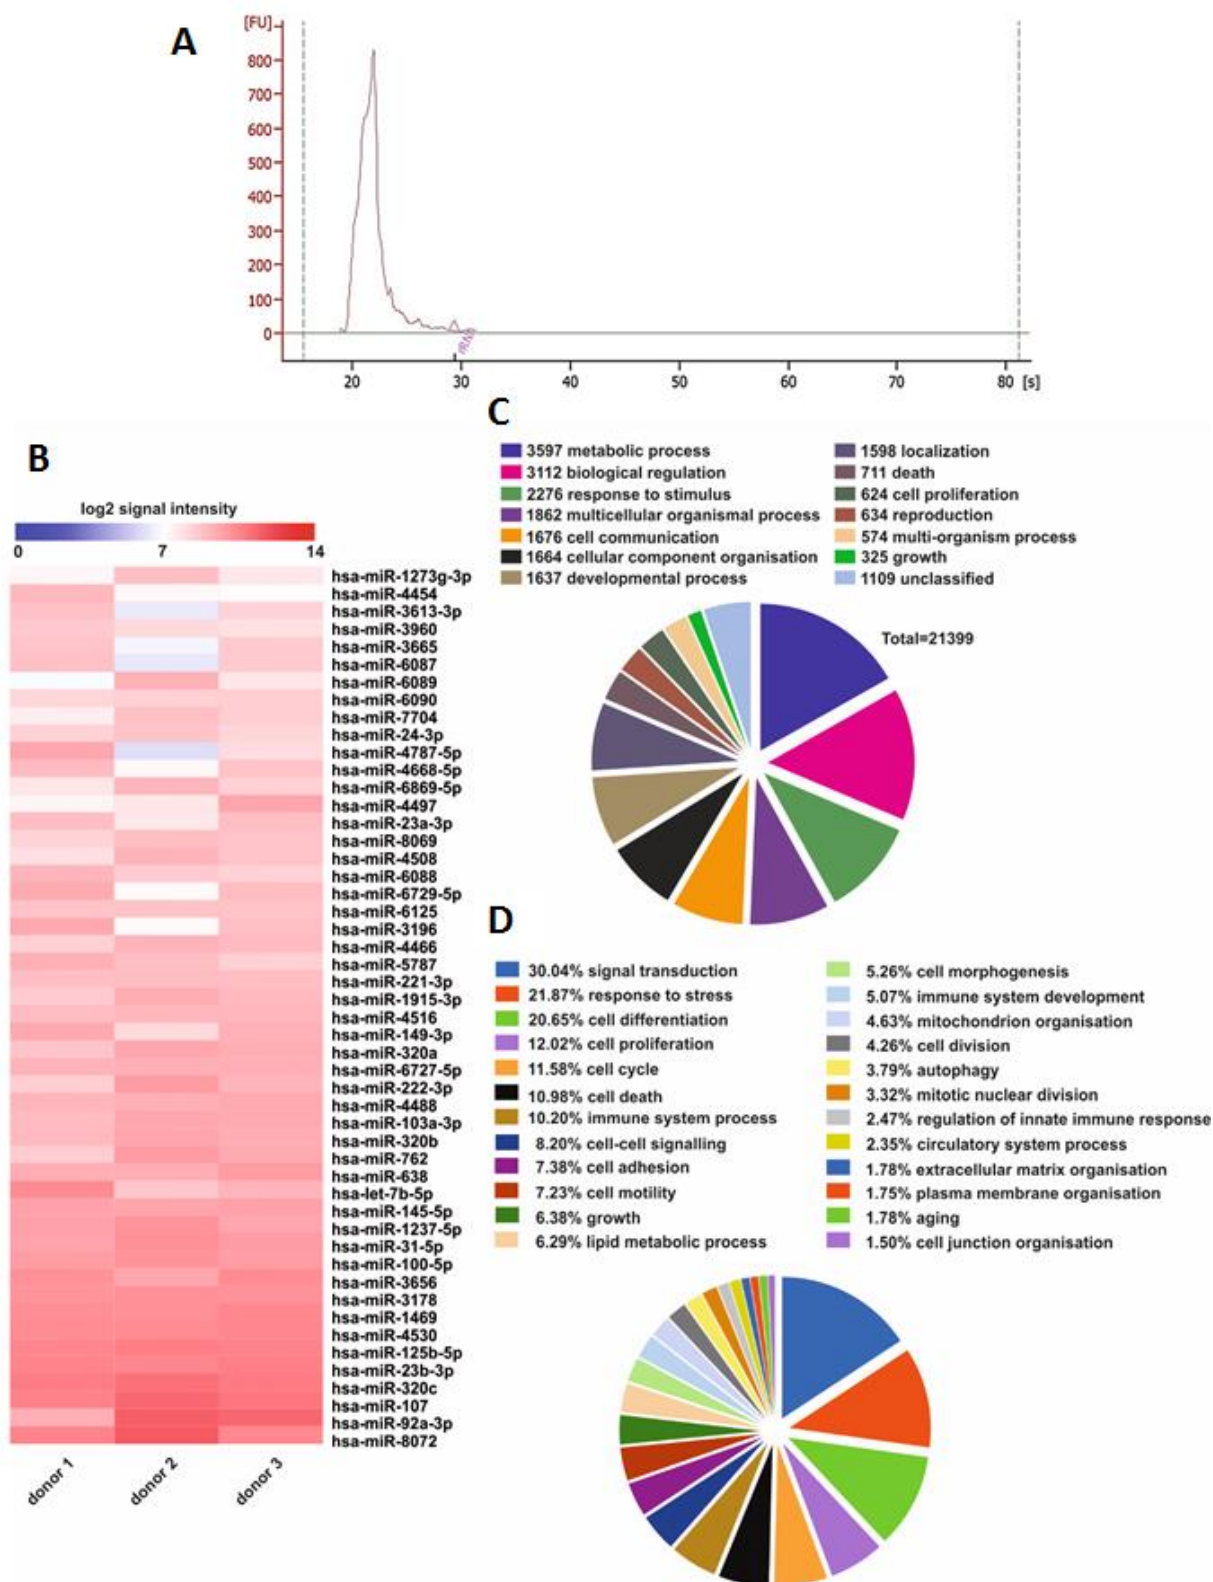 A
[FU]
800
700
600
500
400
300
200
100
0
20 30 40 50 60 70 80 [s]
C
3597 metabolic process
3112 biological regulation
2276 response to stimulus
1862 multicellular organismal process
1676 cell communication
1664 cellular component organisation
1637 developmental process
1598 localization
711 death
624 cell proliferation
634 reproduction
574 multi-organism process
325 growth
1109 unclassified
Total=21399
B
log2 signal intensity
0 7 14
hsa-miR-1273g-3p
hsa-miR-4454
hsa-miR-3613-3p
hsa-miR-3960
hsa-miR-3665
hsa-miR-6087
hsa-miR-6089
hsa-miR-6090
hsa-miR-7704
hsa-miR-24-3p
hsa-miR-4787-5p
hsa-miR-4668-5p
hsa-miR-6869-5p
hsa-miR-4497
hsa-miR-23a-3p
hsa-miR-8069
hsa-miR-4508
hsa-miR-6088
hsa-miR-6729-5p
hsa-miR-6125
hsa-miR-3196
hsa-miR-4466
hsa-miR-5787
hsa-miR-221-3p
hsa-miR-1915-3p
hsa-miR-4516
hsa-miR-149-3p
hsa-miR-320a
hsa-miR-6727-5p
hsa-miR-222-3p
hsa-miR-4488
hsa-miR-103a-3p
hsa-miR-320b
hsa-miR-762
hsa-miR-638
hsa-let-7b-5p
hsa-miR-145-5p
hsa-miR-1237-5p
hsa-miR-31-5p
hsa-miR-100-5p
hsa-miR-3656
hsa-miR-3178
hsa-miR-1469
hsa-miR-4530
hsa-miR-125b-5p
hsa-miR-23b-3p
hsa-miR-320c
hsa-miR-107
hsa-miR-92a-3p
hsa-miR-8072
donor 1 donor 2 donor 3
D
30.04% signal transduction
21.87% response to stress
20.65% cell differentiation
12.02% cell proliferation
11.58% cell cycle
10.98% cell death
10.20% immune system process
8.20% cell-cell signalling
7.38% cell adhesion
7.23% cell motility
6.38% growth
6.29% lipid metabolic process
5.26% cell morphogenesis
5.07% immune system development
4.63% mitochondrion organisation
4.26% cell division
3.79% autophagy
3.32% mitotic nuclear division
2.47% regulation of innate immune response
2.35% circulatory system process
1.78% extracellular matrix organisation
1.75% plasma membrane organisation
1.78% aging
1.50% cell junction organisation